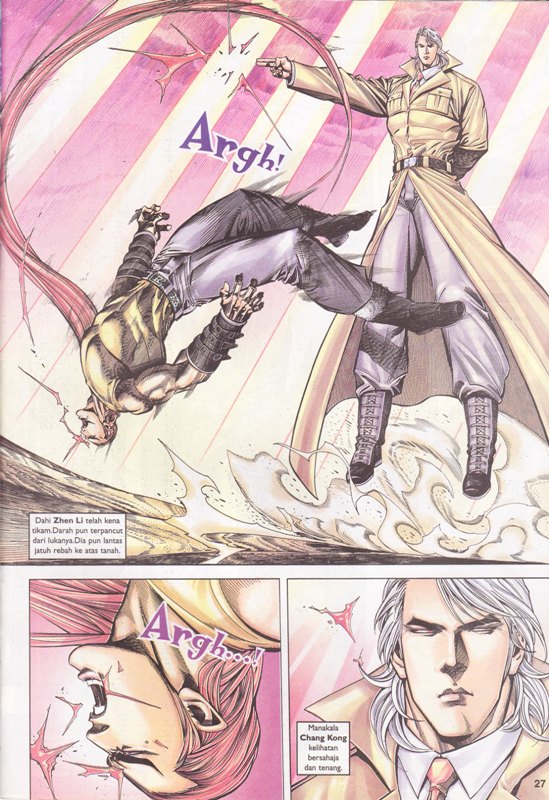 Argh!
Dahi Zhen Li telah kena
tikam.Darah pun terpancut
dari lukanya.Dia pun lantas
jatuh rebah ke atas tanah.
Argh...!
Manakala
Chang Kong
kelihatan
bersahaja
dan tenang.
27